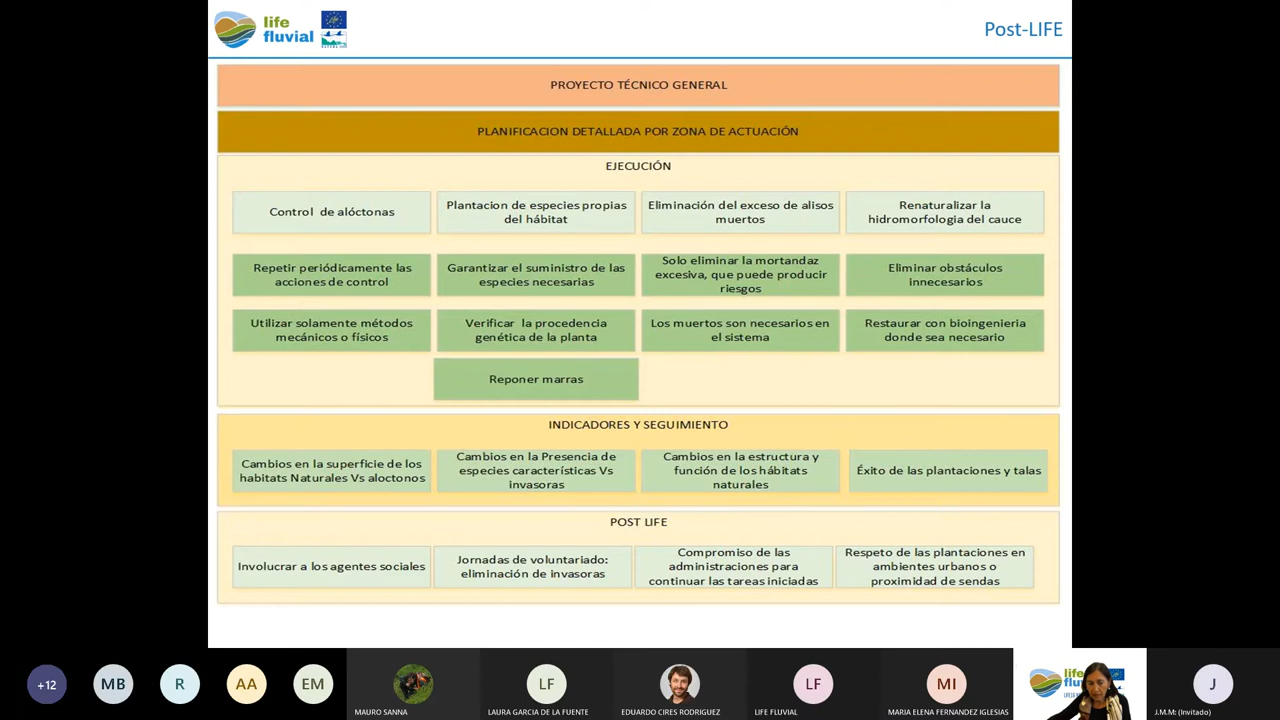 life
fluvial
Post-LIFE
PROYECTO TÉCNICO GENERAL
PLANIFICACION DETALLADA POR ZONA DE ACTUACIÓN
EJECUCIÓN
Control de alóctonas
Plantacion de especies propias
del hábitat
Eliminación del exceso de alisos
muertos
Renaturalizar la
hidromorfologia del cauce
Repetir periódicamente las
acciones de control
Garantizar el suministro de las
especies necesarias
Solo eliminar la mortandaz
excesiva, que puede producir
riesgos
Eliminar obstáculos
innecesarios
Utilizar solamente métodos
mecánicos o físicos
Verificar la procedencia
genética de la planta
Los muertos son necesarios en
el sistema
Restaurar con bioingenieria
donde sea necesario
Reponer marras
INDICADORES Y SEGUIMIENTO
Cambios en la superficie de los
habitats Naturales Vs aloctonos
Cambios en la Presencia de
especies características Vs
invasoras
Cambios en la estructura y
función de los hábitats
naturales
Éxito de las plantaciones y talas
POST LIFE
Involucrar a los agentes sociales
Jornadas de voluntariado:
eliminación de invasoras
Compromiso de las
administraciones para
continuar las tareas iniciadas
Respeto de las plantaciones en
ambientes urbanos o
proximidad de sendas
+12
MB
R
AA
EM
MAURO SANNA
LF
LAURA GARCIA DE LA FUENTE
EDUARDO CIRES RODRIGUEZ
LF
LIFE FLUVIAL
MI
MARIA ELENA FERNANDEZ IGLESIAS
life
J
J.M.M: (Invitado)